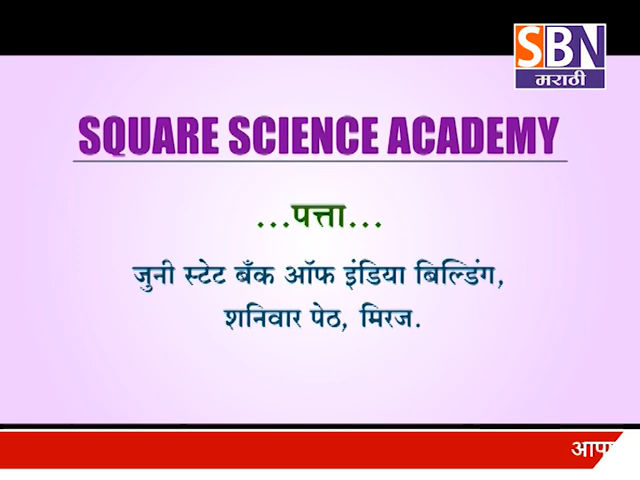 SBN
मराठी
SQUARE SCIENCE ACADEMY
...पत्ता...
जुनी स्टेट बँक ऑफ इंडिया बिल्डिंग,
शनिवार पेठ, मिरज.